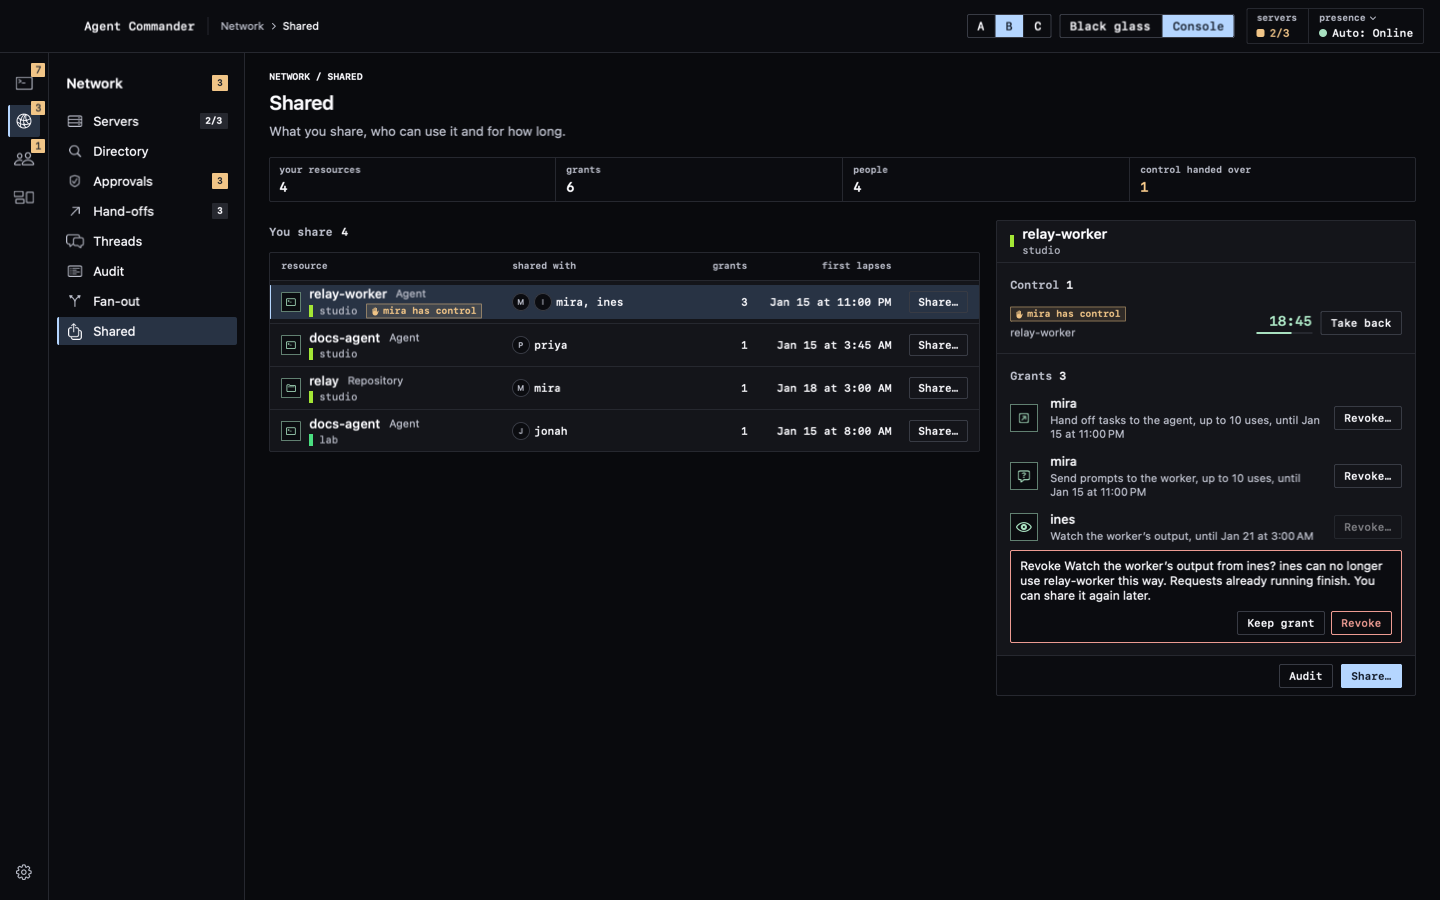 Agent Commander
Network > Shared
A B C
Black glass Console
servers
2/3
presence
Auto: Online
7
3
1
Network 3
Servers 2/3
Directory
Approvals 3
Hand-offs 3
Threads
Audit
Fan-out
Shared
NETWORK / SHARED
Shared
What you share, who can use it and for how long.
your resources
4
grants
6
people
4
control handed over
1
You share 4
resource shared with grants first lapses
relay-worker Agent
studio mira has control
M I mira, ines 3 Jan 15 at 11:00 PM Share…
docs-agent Agent
studio
P priya 1 Jan 15 at 3:45 AM Share…
relay Repository
studio
M mira 1 Jan 18 at 3:00 AM Share…
docs-agent Agent
lab
J jonah 1 Jan 15 at 8:00 AM Share…
relay-worker
studio
Control 1
mira has control
relay-worker
18:45 Take back
Grants 3
mira
Hand off tasks to the agent, up to 10 uses, until Jan
15 at 11:00 PM
Revoke…
mira
Send prompts to the worker, up to 10 uses, until
Jan 15 at 11:00 PM
Revoke…
ines
Watch the worker’s output, until Jan 21 at 3:00 AM
Revoke…
Revoke Watch the worker’s output from ines? ines can no longer
use relay-worker this way. Requests already running finish. You
can share it again later.
Keep grant Revoke
Audit Share…